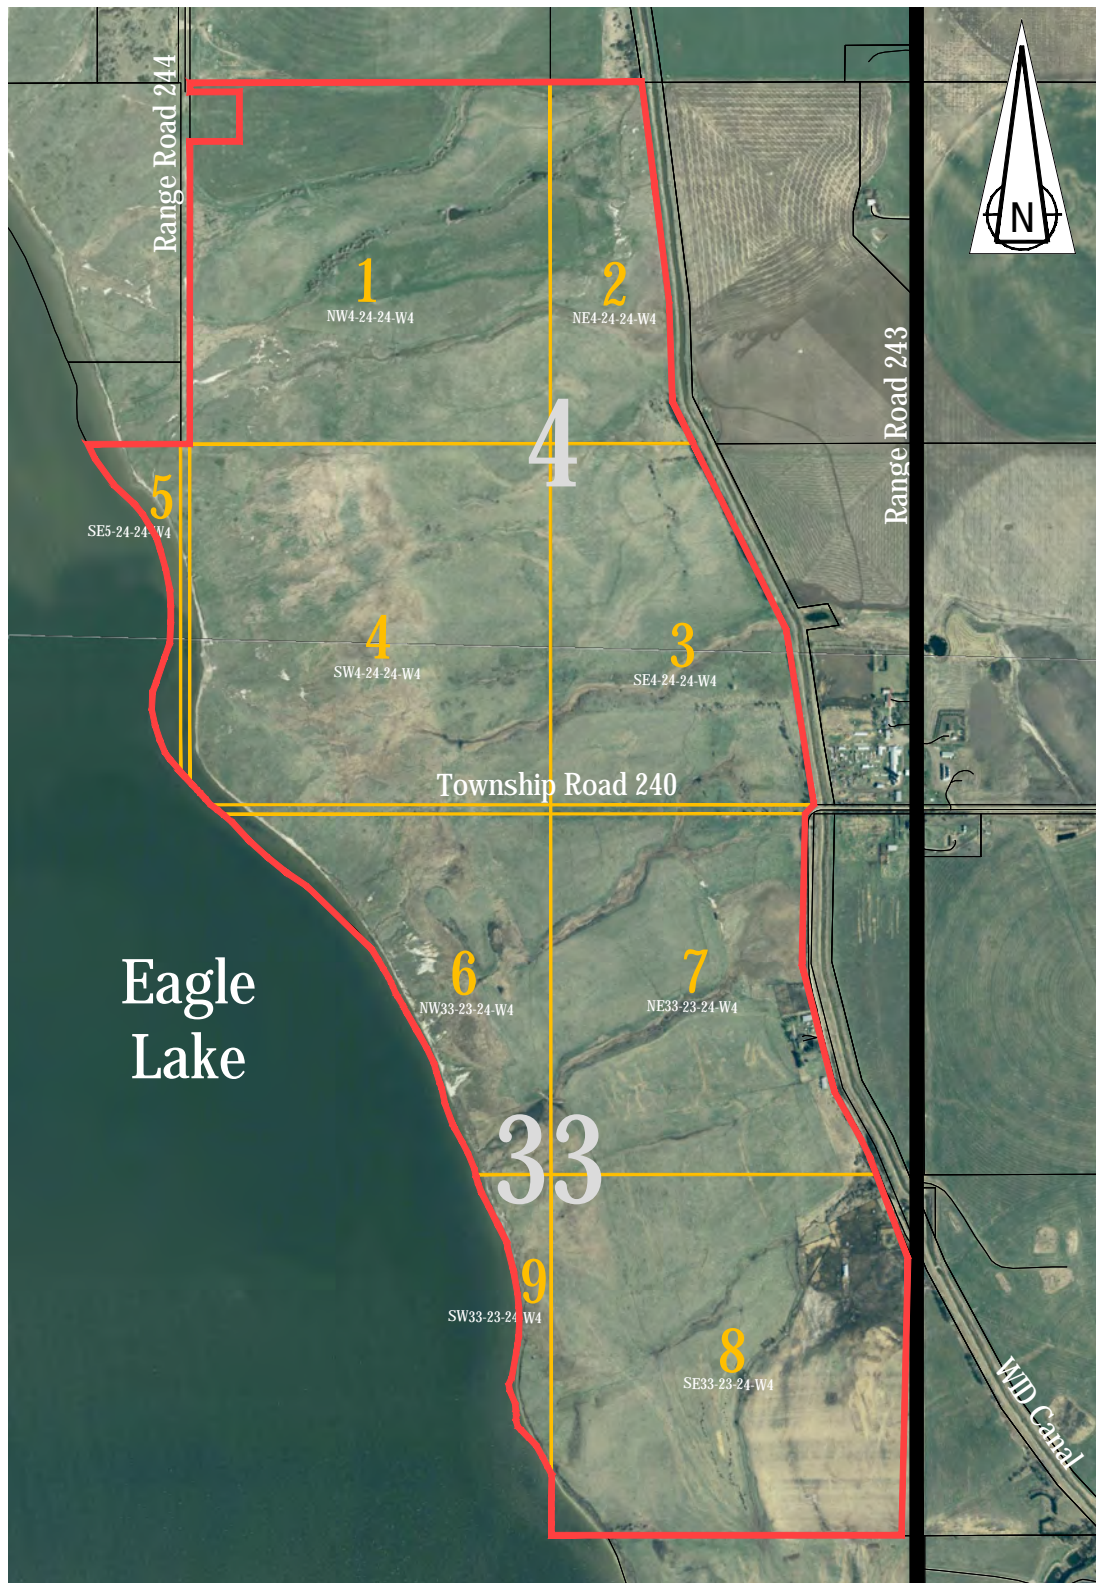 Range Road 244
N
1
NW4-24-24-W4
2
NE4-24-24-W4
Range Road 243
4
5
SE5-24-24-W4
4
SW4-24-24-W4
3
SE4-24-24-W4
Township Road 240
Eagle
Lake
6
NW33-23-24-W4
7
NE33-23-24-W4
33
9
SW33-23-24-W4
8
SE33-23-24-W4
WID Canal